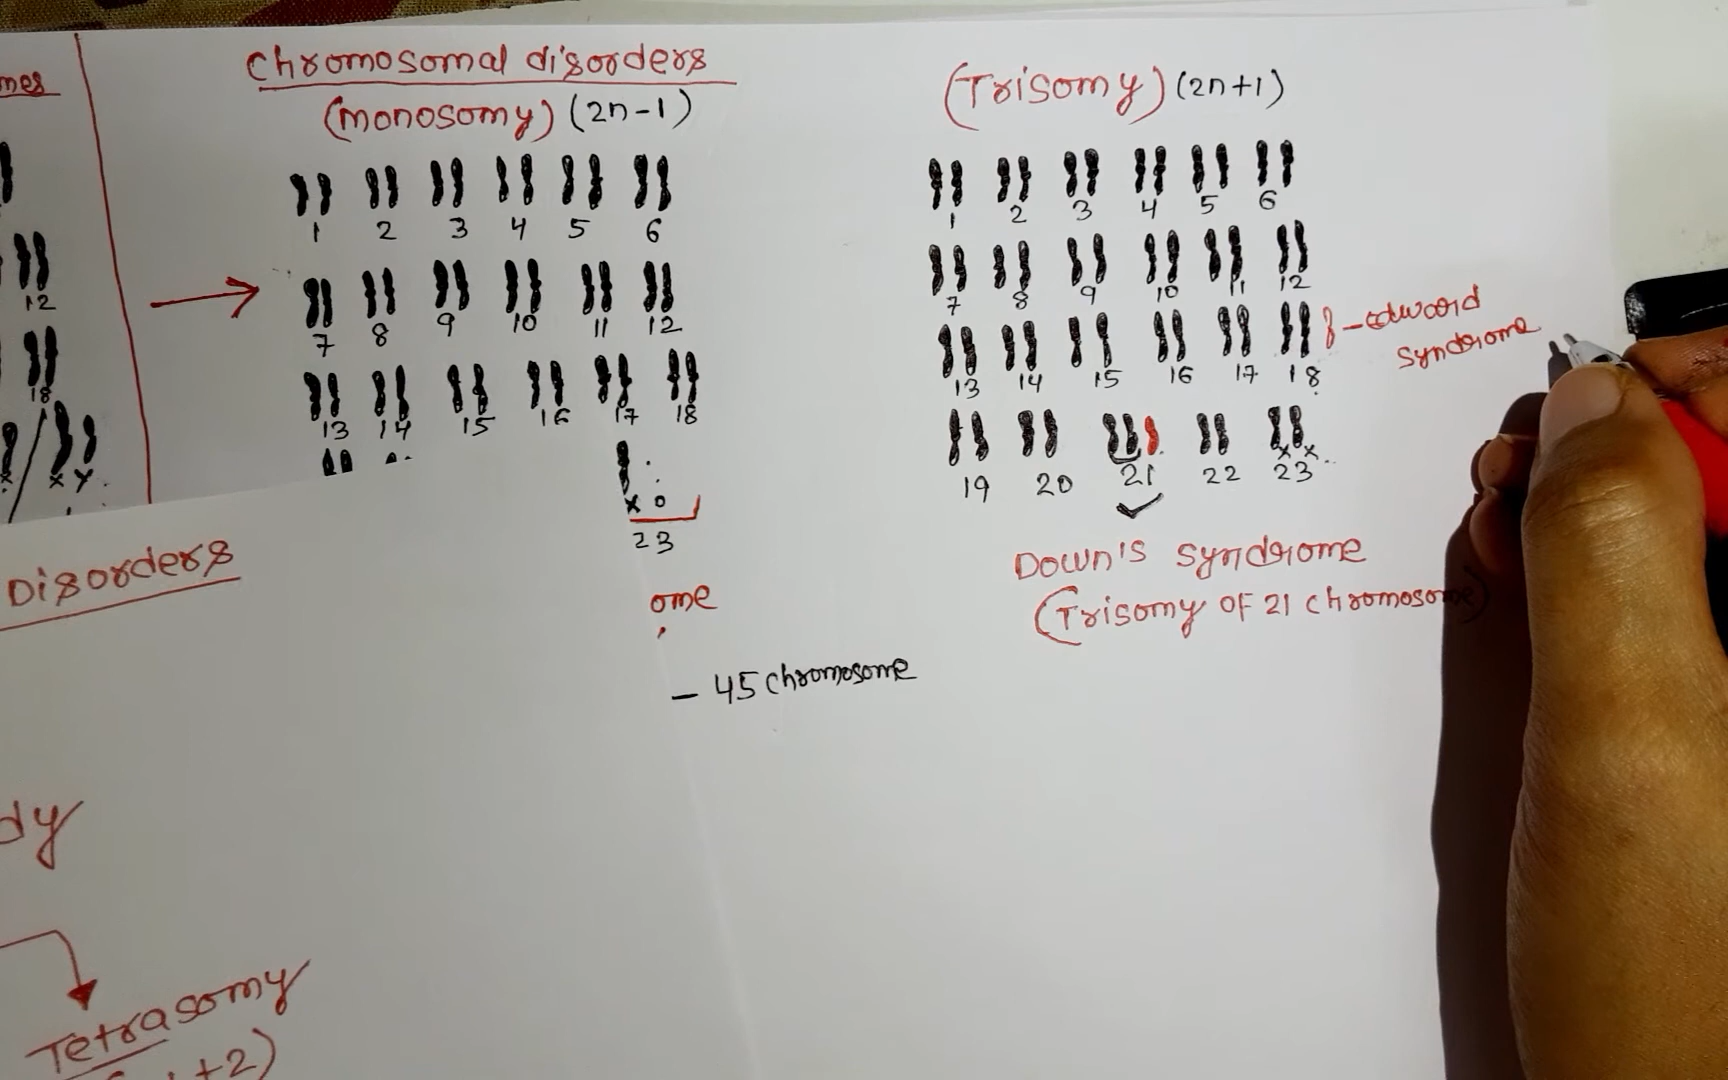 mes
12
18
x
x y
Chromosomal disorders
(monosomy) (2n-1)
1 2 3 4 5 6
7 8 9 10 11 12
13 14 15 16 17 18
x o
23
ome
- 45 chromosome
(Trisomy) (2n+1)
1 2 3 4 5 6
7 8 9 10 11 12
13 14 15 16 17 18
- edward
syndrome
x x
19 20 21 22 23
Down's syndrome
(Trisomy of 21 chromosome)
Disorders
dy
Tetrasomy
+2)